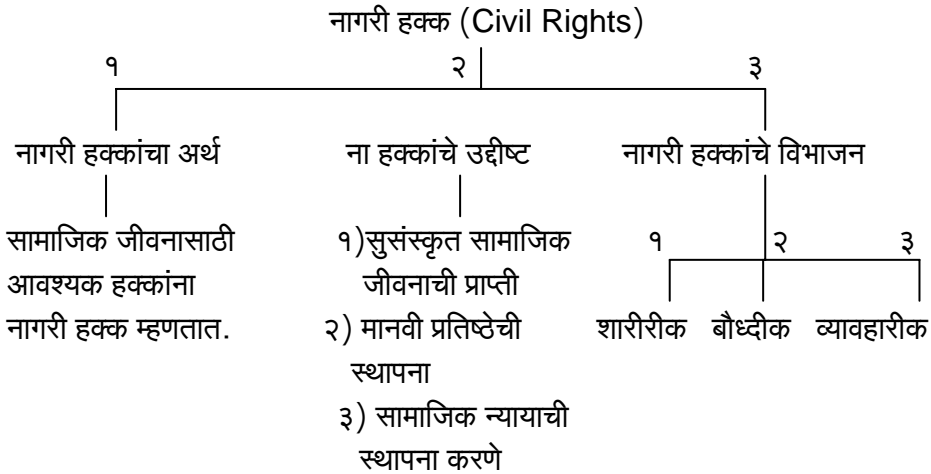 नागरी हक्क (Civil Rights)
१ २ ३
नागरी हक्कांचा अर्थ ना हक्कांचे उद्दीष्ट नागरी हक्कांचे विभाजन
सामाजिक जीवनासाठी
आवश्यक हक्कांना
नागरी हक्क म्हणतात.
१)सुसंस्कृत सामाजिक
जीवनाची प्राप्ती
२) मानवी प्रतिष्ठेची
स्थापना
३) सामाजिक न्यायाची
स्थापना करणे
१ २ ३
शारीरीक बौध्दीक व्यावहारीक